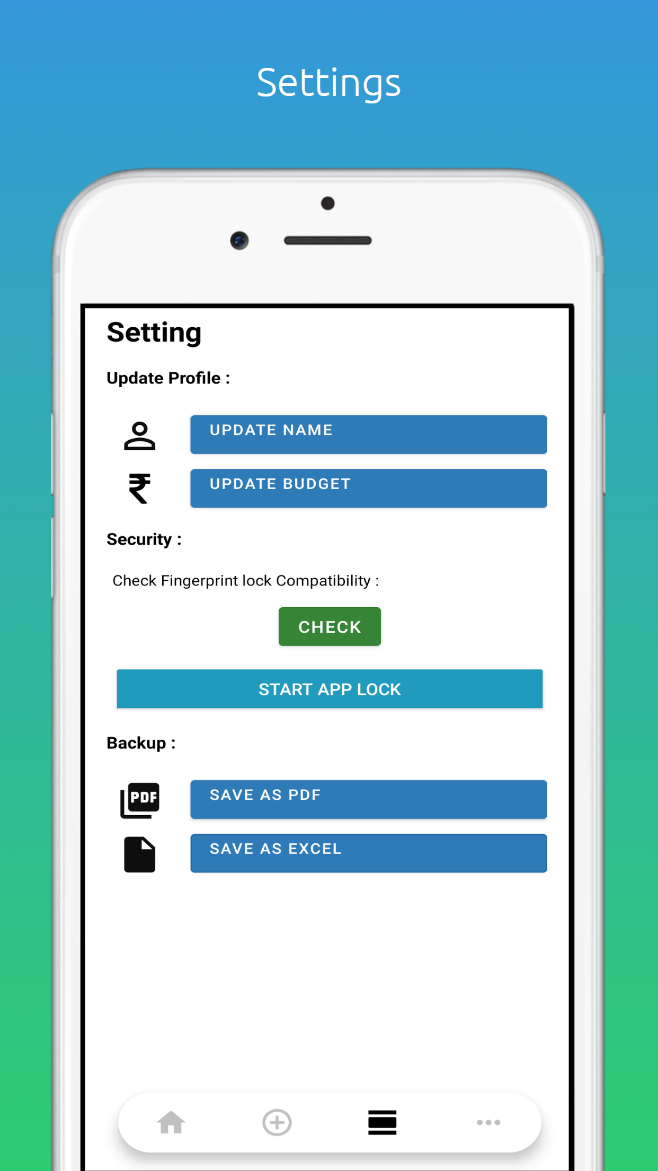 Settings
Setting
Update Profile :
UPDATE NAME
₹
UPDATE BUDGET
Security :
Check Fingerprint lock Compatibility :
CHECK
START APP LOCK
Backup :
PDF
SAVE AS PDF
SAVE AS EXCEL